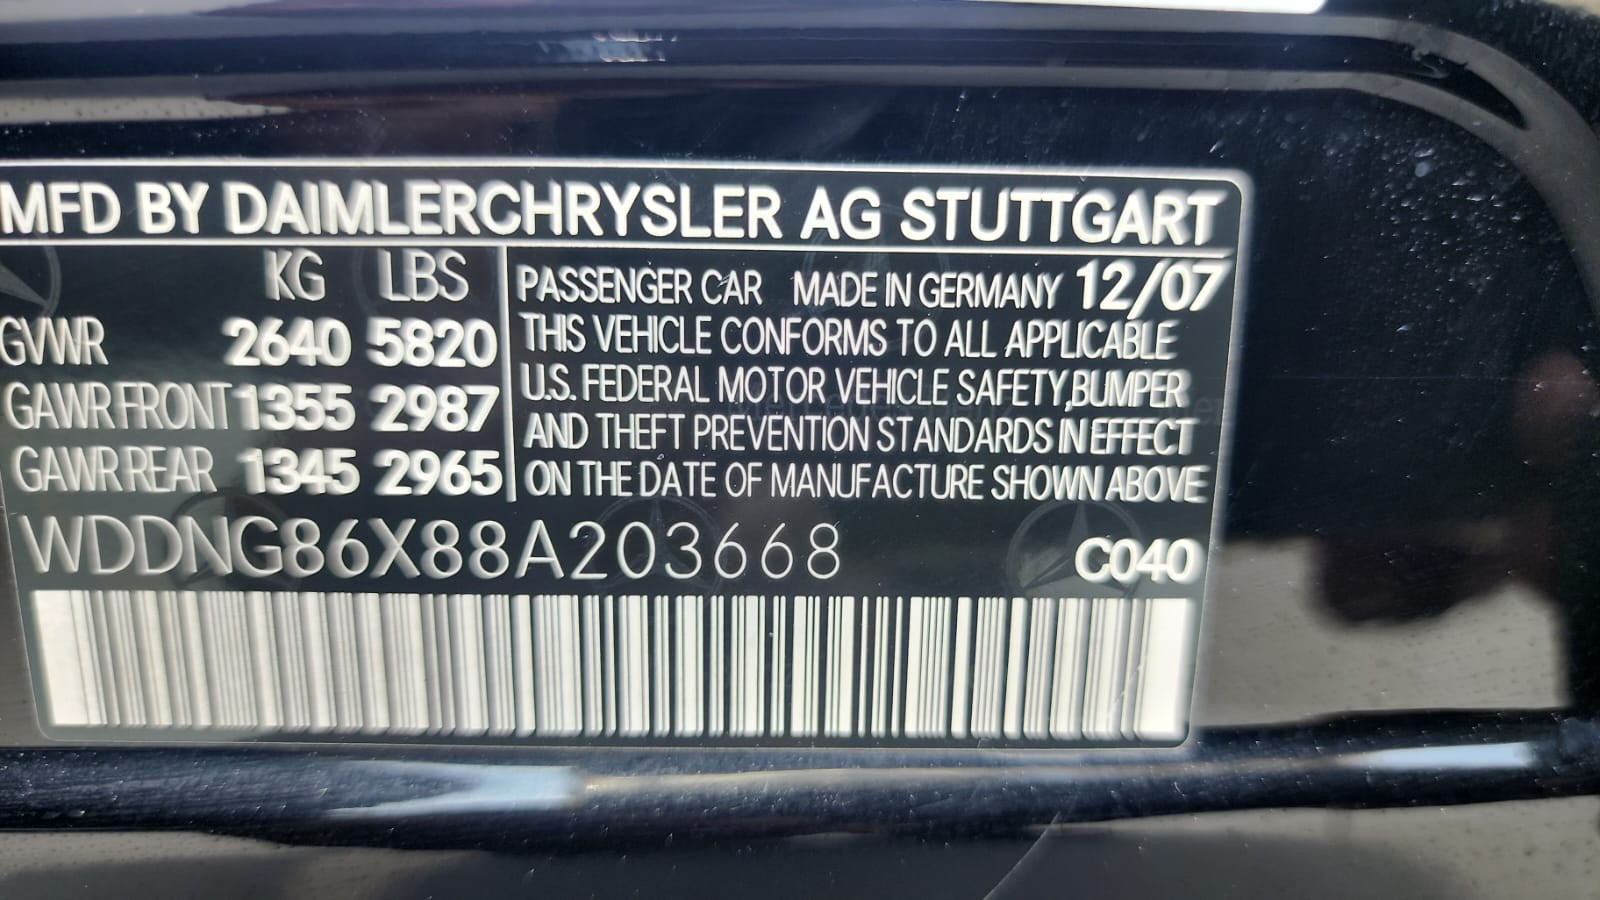 MFD BY DAIMLERCHRYSLER AG STUTTGART
KG LBS
GVWR 2640 5820
GAWR FRONT 1355 2987
GAWR REAR 1345 2965
PASSENGER CAR MADE IN GERMANY 12/07
THIS VEHICLE CONFORMS TO ALL APPLICABLE
U.S. FEDERAL MOTOR VEHICLE SAFETY,BUMPER
AND THEFT PREVENTION STANDARDS IN EFFECT
ON THE DATE OF MANUFACTURE SHOWN ABOVE
WDDNG86X88A203668 C040